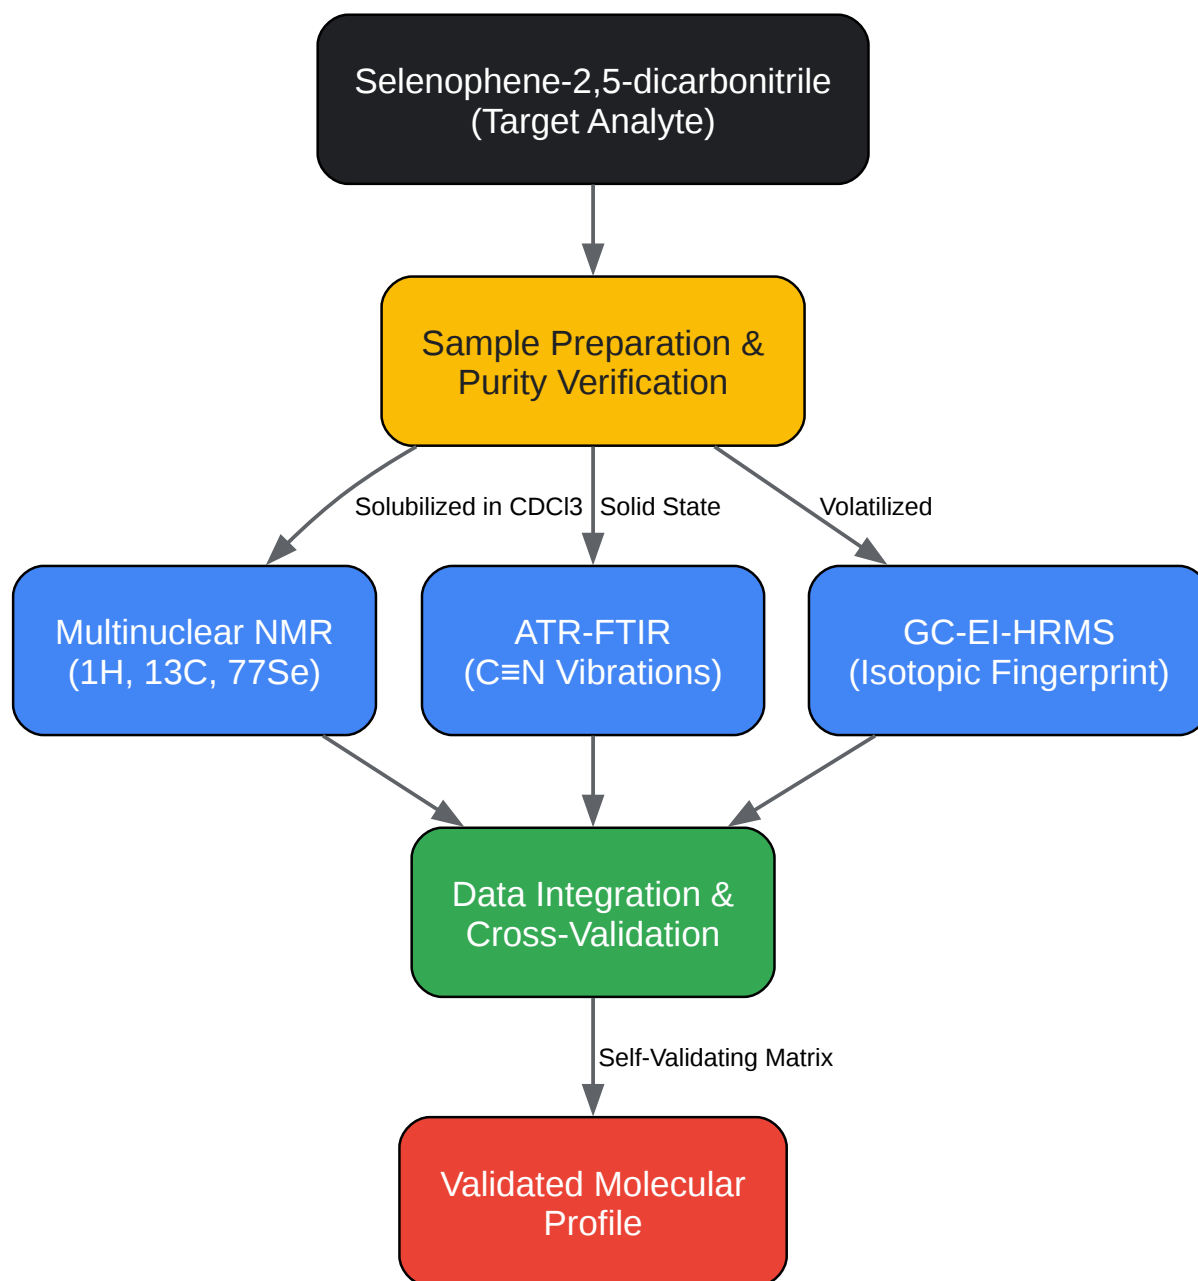 Selenophene-2,5-dicarbonitrile
(Target Analyte)
Sample Preparation &
Purity Verification
Solubilized in CDCl3
Solid State
Volatilized
Multinuclear NMR
(1H, 13C, 77Se)
ATR-FTIR
(C≡N Vibrations)
GC-EI-HRMS
(Isotopic Fingerprint)
Data Integration &
Cross-Validation
Self-Validating Matrix
Validated Molecular
Profile